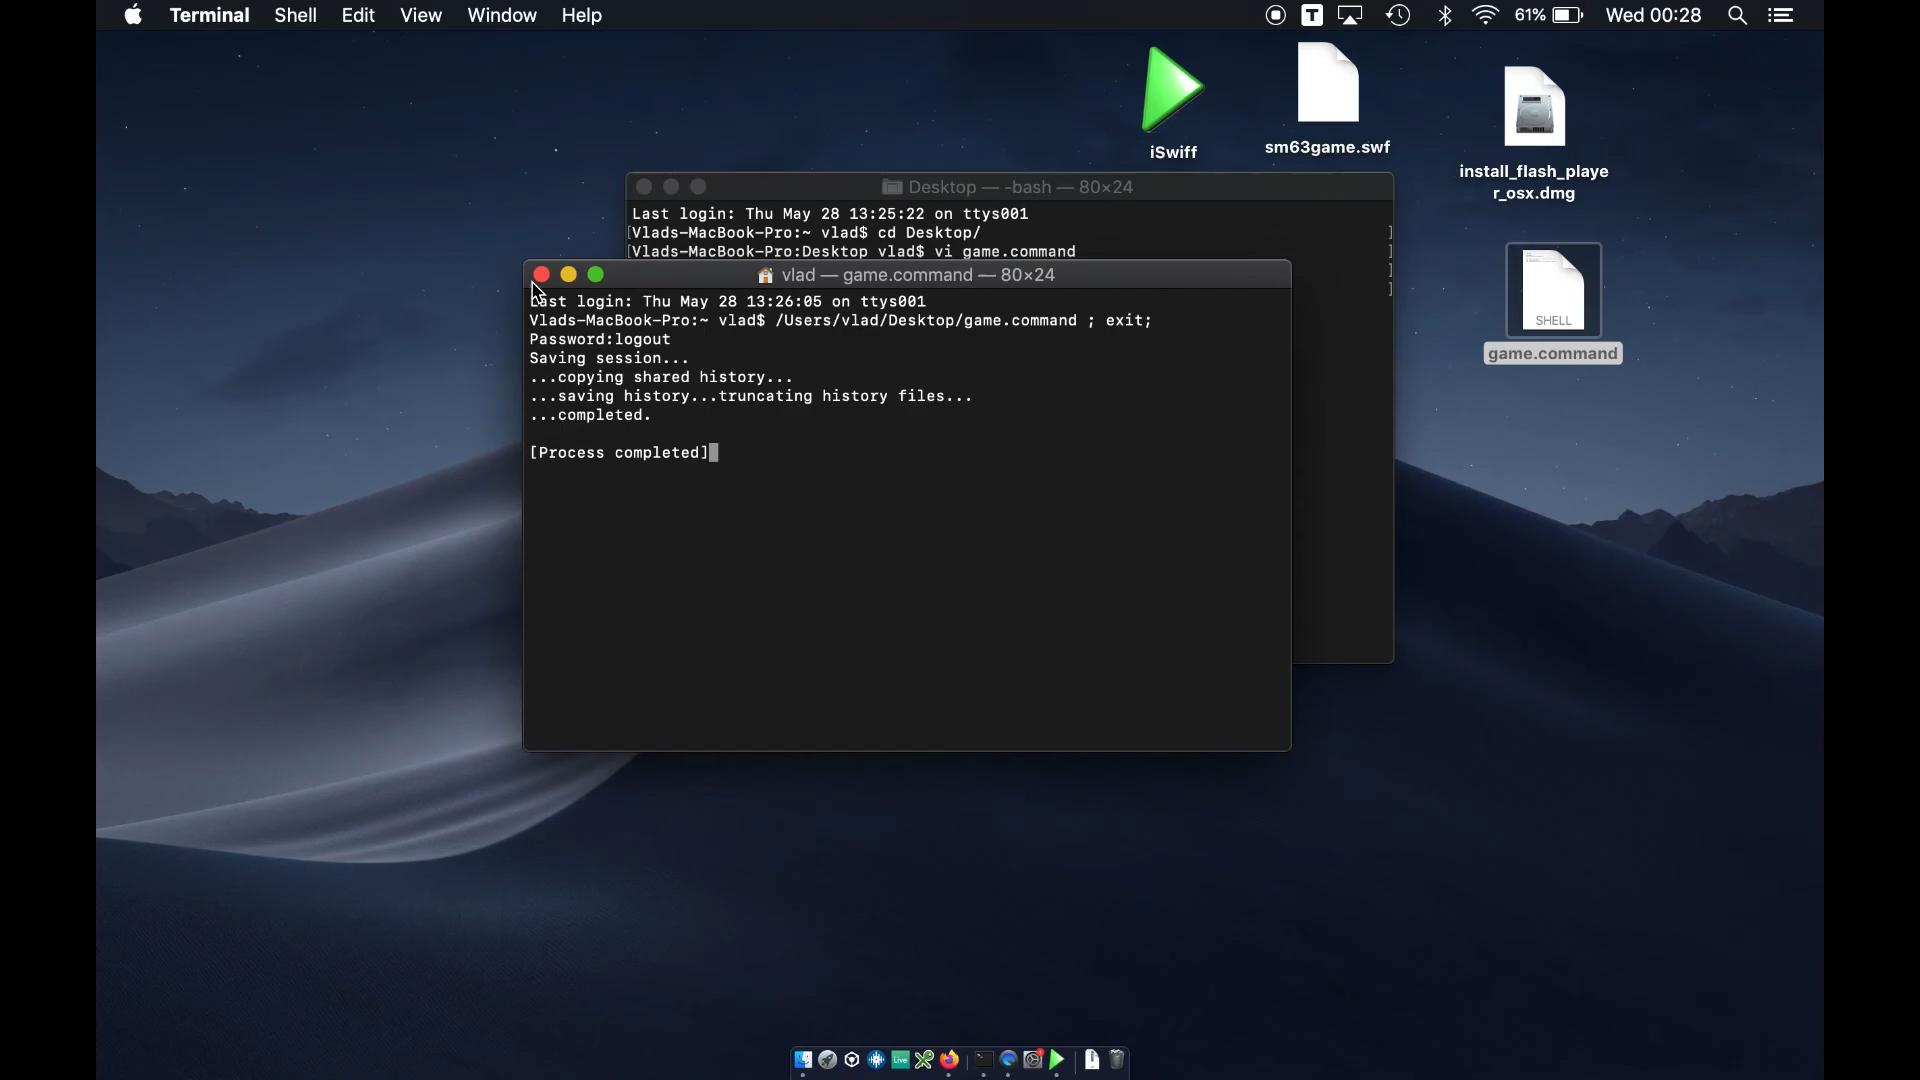 Terminal Shell Edit View Window Help 61% Wed 00:28
iSwiff
sm63game.swf
install_flash_playe
r_osx.dmg
SHELL
game.command
Desktop — -bash — 80×24
Last login: Thu May 28 13:25:22 on ttys001
[Vlads-MacBook-Pro:~ vlad$ cd Desktop/ ]
[Vlads-MacBook-Pro:Desktop vlad$ vi game.command ]
vlad — game.command — 80×24
Last login: Thu May 28 13:26:05 on ttys001
Vlads-MacBook-Pro:~ vlad$ /Users/vlad/Desktop/game.command ; exit;
Password:logout
Saving session...
...copying shared history...
...saving history...truncating history files...
...completed.
[Process completed]
Live